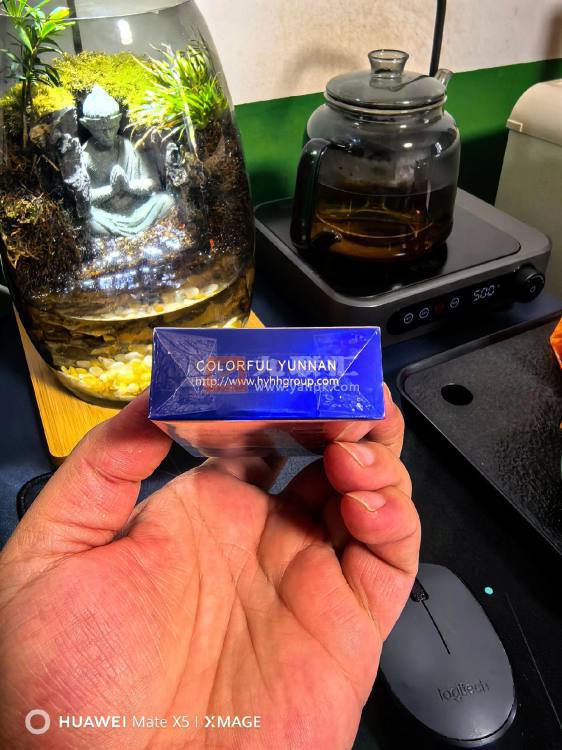 500
COLORFUL YUNNAN
http://www.hyhhgroup.com
www.yanpk.com
logitech
HUAWEI Mate X5 | XMAGE